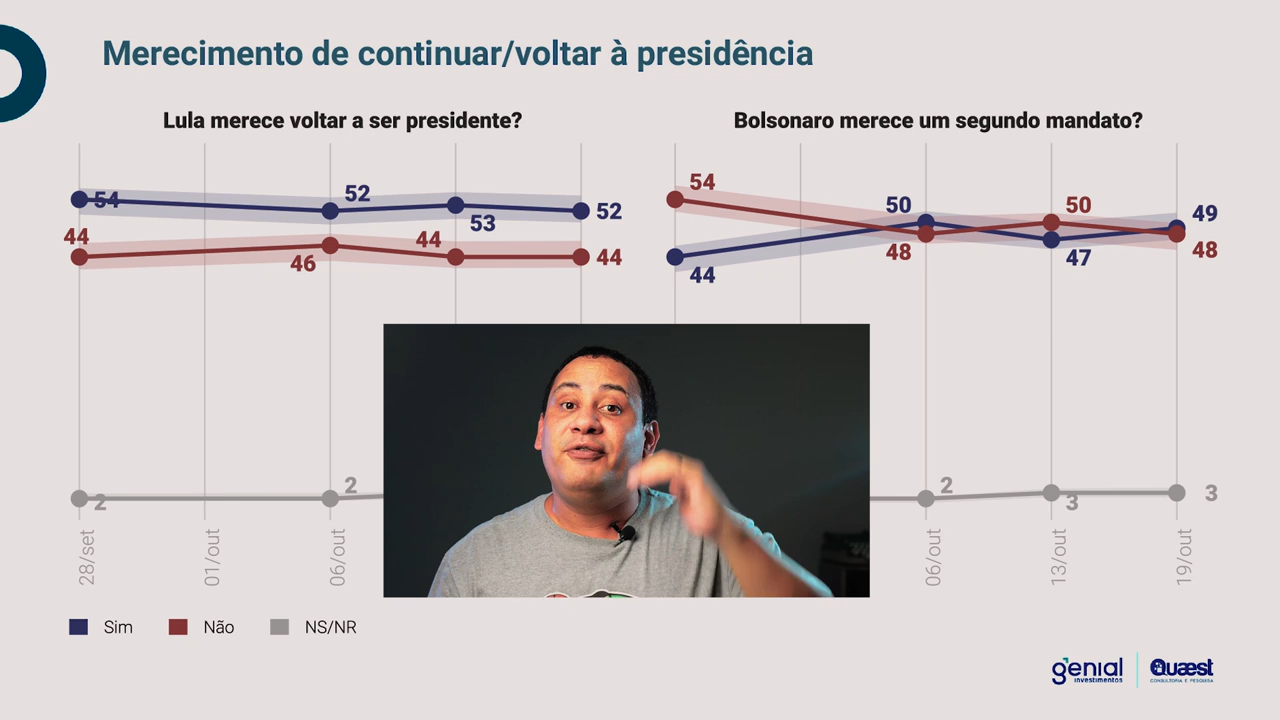 Merecimento de continuar/voltar à presidência
Lula merece voltar a ser presidente?
54
52
53
52
44
46
44
44
2
2
28/set
01/out
06/out
Bolsonaro merece um segundo mandato?
54
50
50
49
44
48
47
48
2
3
3
06/out
13/out
19/out
Sim
Não
NS/NR
genial
investimentos
Quæst
CONSULTORIA E PESQUISA